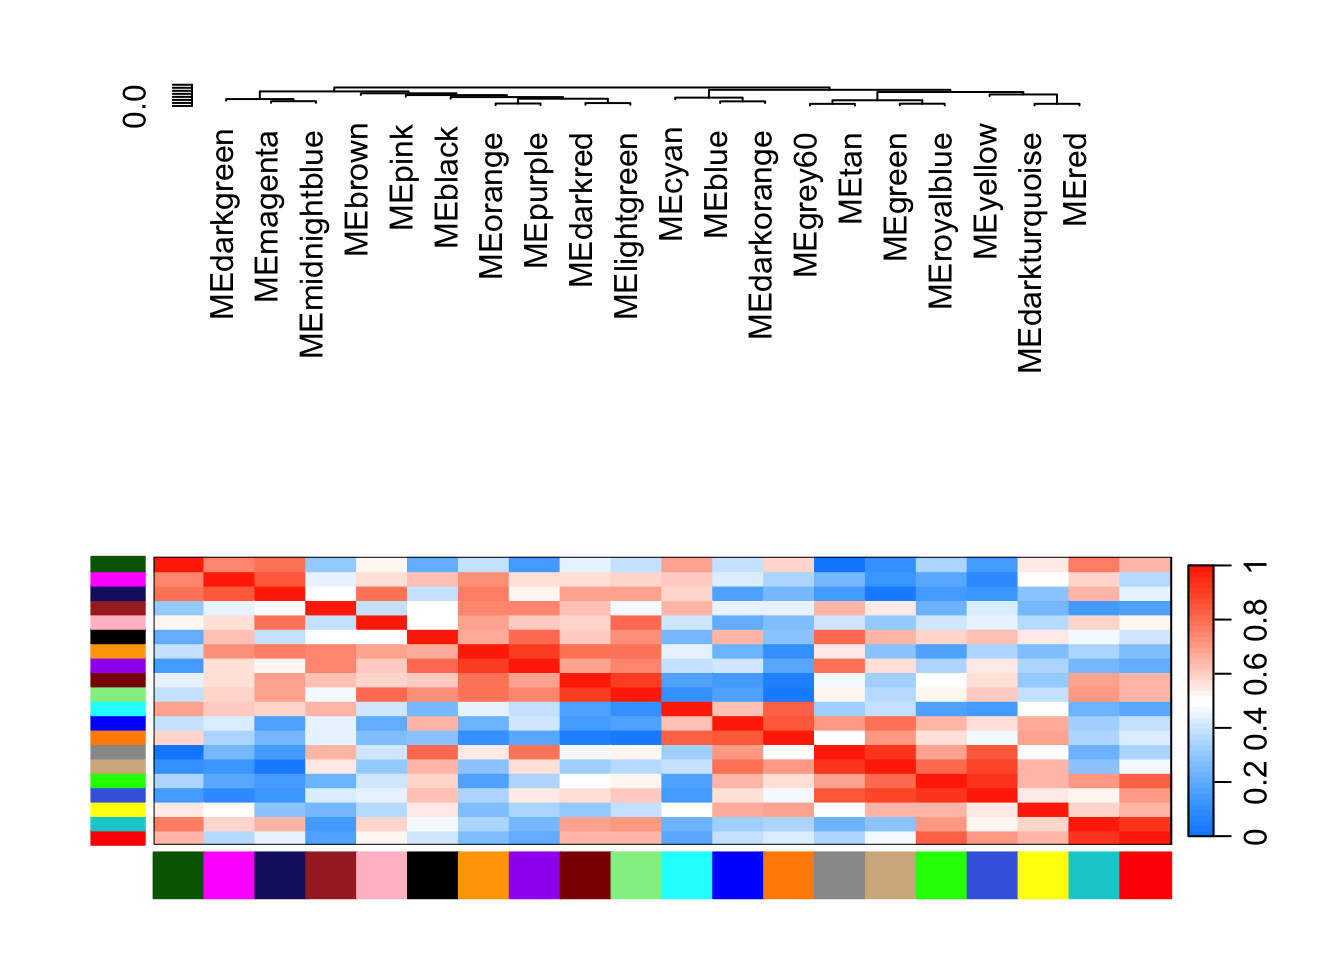 0.0
MEdarkgreen
MEmagenta
MEmidnightblue
MEbrown
MEpink
MEblack
MEorange
MEpurple
MEdarkred
MElightgreen
MEcyan
MEblue
MEdarkorange
MEgrey60
MEtan
MEgreen
MEroyalblue
MEyellow
MEdarkturquoise
MEred
1
0.8
0.6
0.4
0.2
0